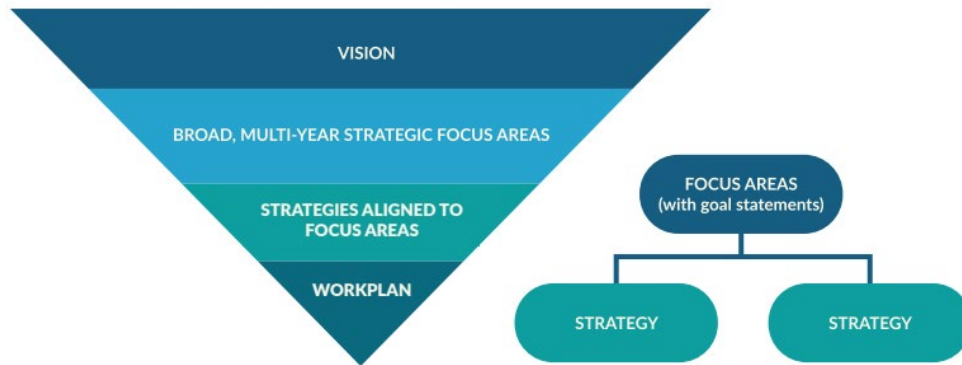 VISION
BROAD, MULTI-YEAR STRATEGIC FOCUS AREAS
STRATEGIES ALIGNED TO
FOCUS AREAS
WORKPLAN
FOCUS AREAS
(with goal statements)
STRATEGY
STRATEGY